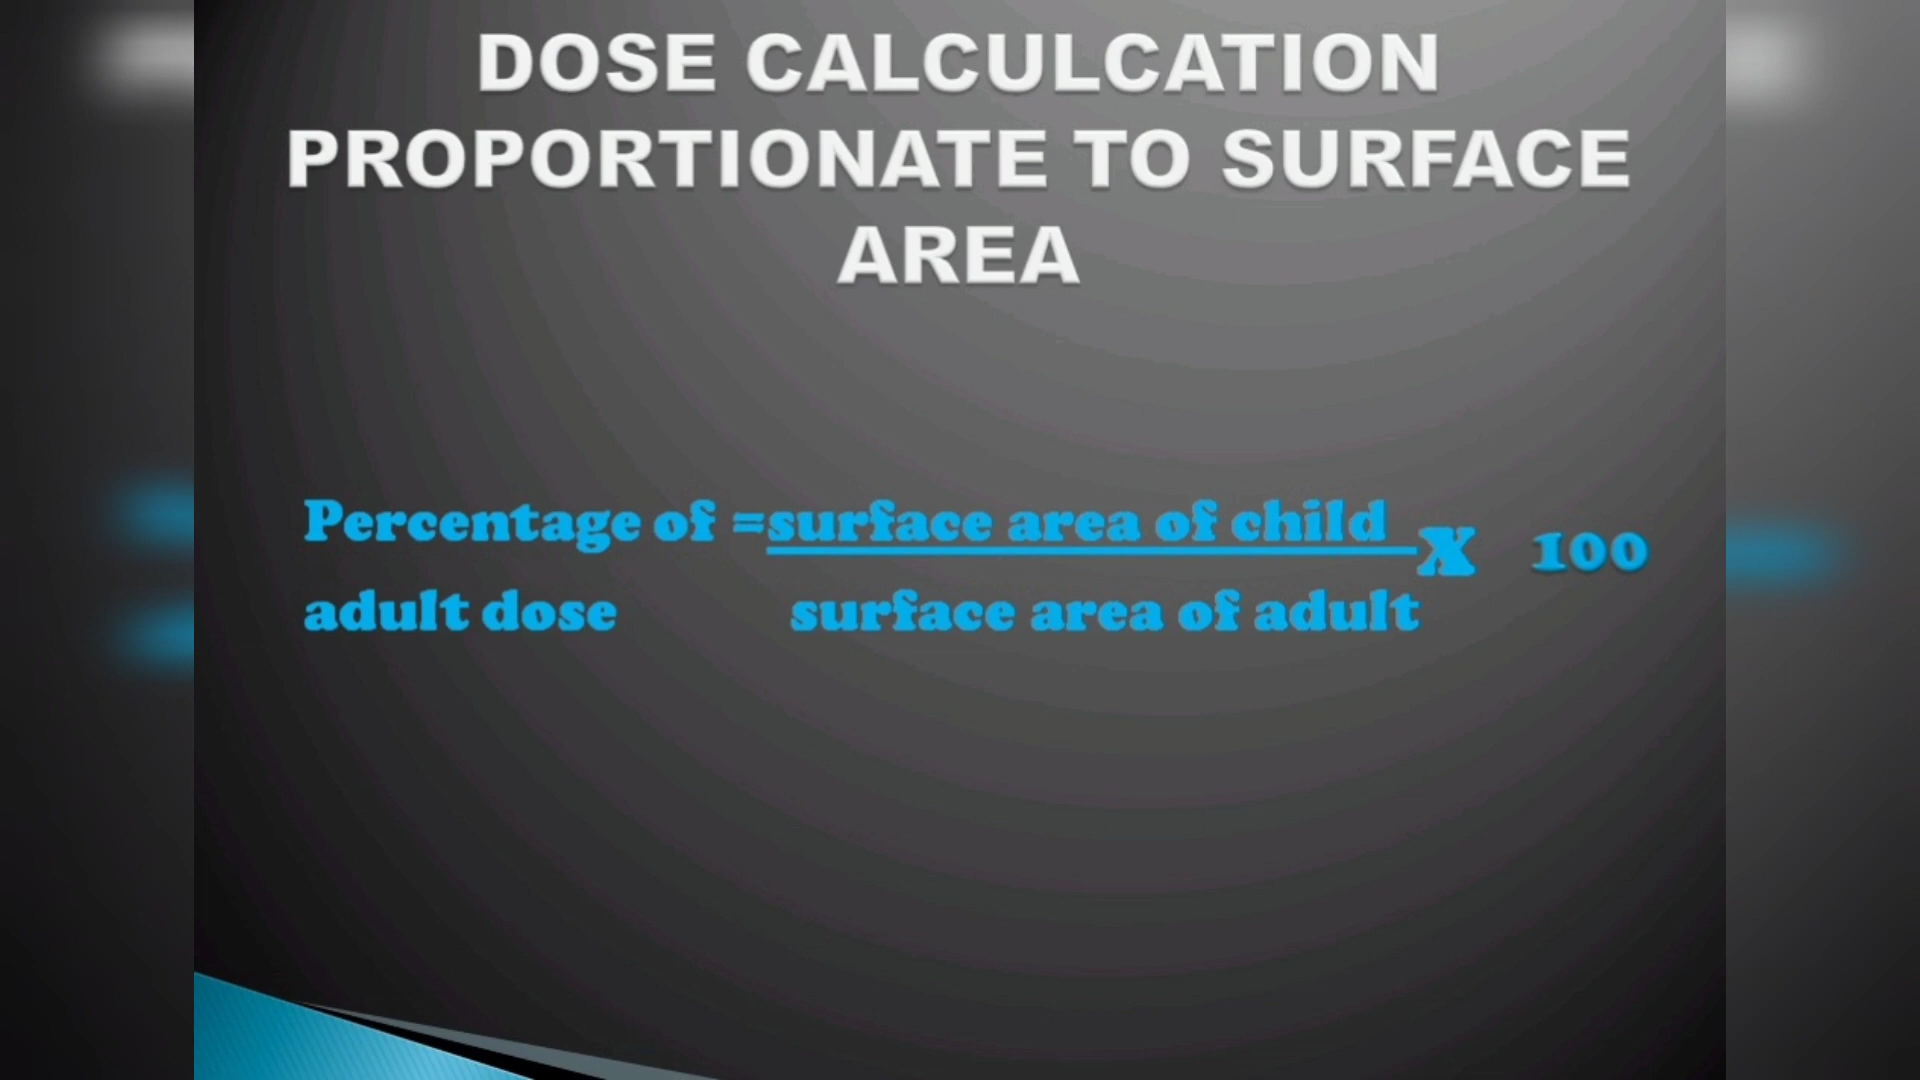 DOSE CALCULCATION
PROPORTIONATE TO SURFACE
AREA
Percentage of =surface area of child X 100
adult dose surface area of adult